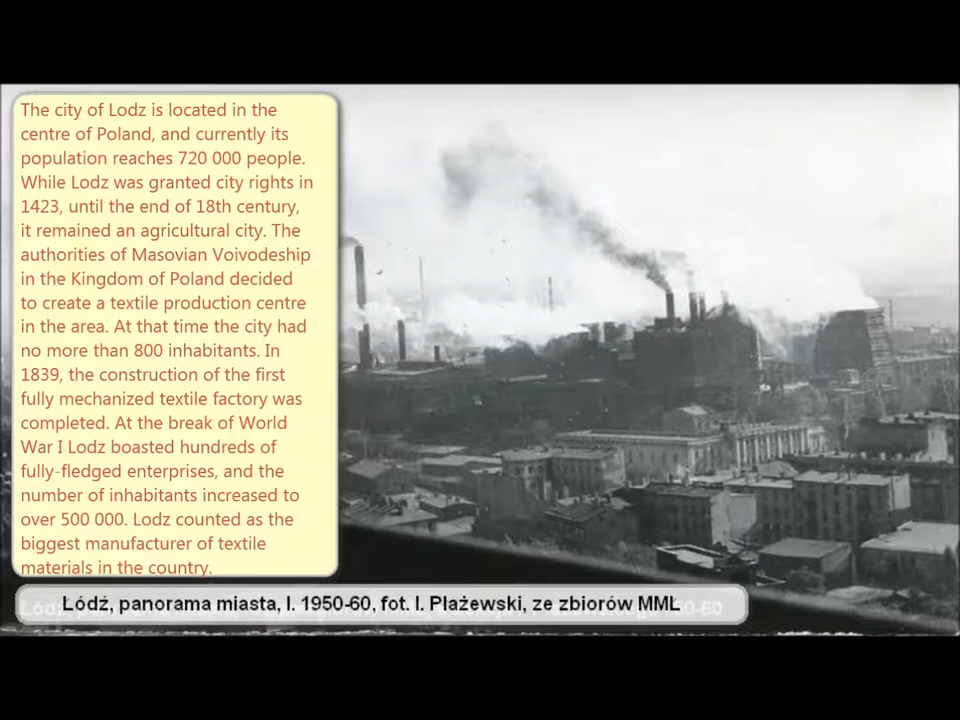 The city of Lodz is located in the
centre of Poland, and currently its
population reaches 720 000 people.
While Lodz was granted city rights in
1423, until the end of 18th century,
it remained an agricultural city. The
authorities of Masovian Voivodeship
in the Kingdom of Poland decided
to create a textile production centre
in the area. At that time the city had
no more than 800 inhabitants. In
1839, the construction of the first
fully mechanized textile factory was
completed. At the break of World
War I Lodz boasted hundreds of
fully-fledged enterprises, and the
number of inhabitants increased to
over 500 000. Lodz counted as the
biggest manufacturer of textile
materials in the country.
Łódź, panorama miasta, l. 1950-60, fot. I. Płażewski, ze zbiorów MMŁ